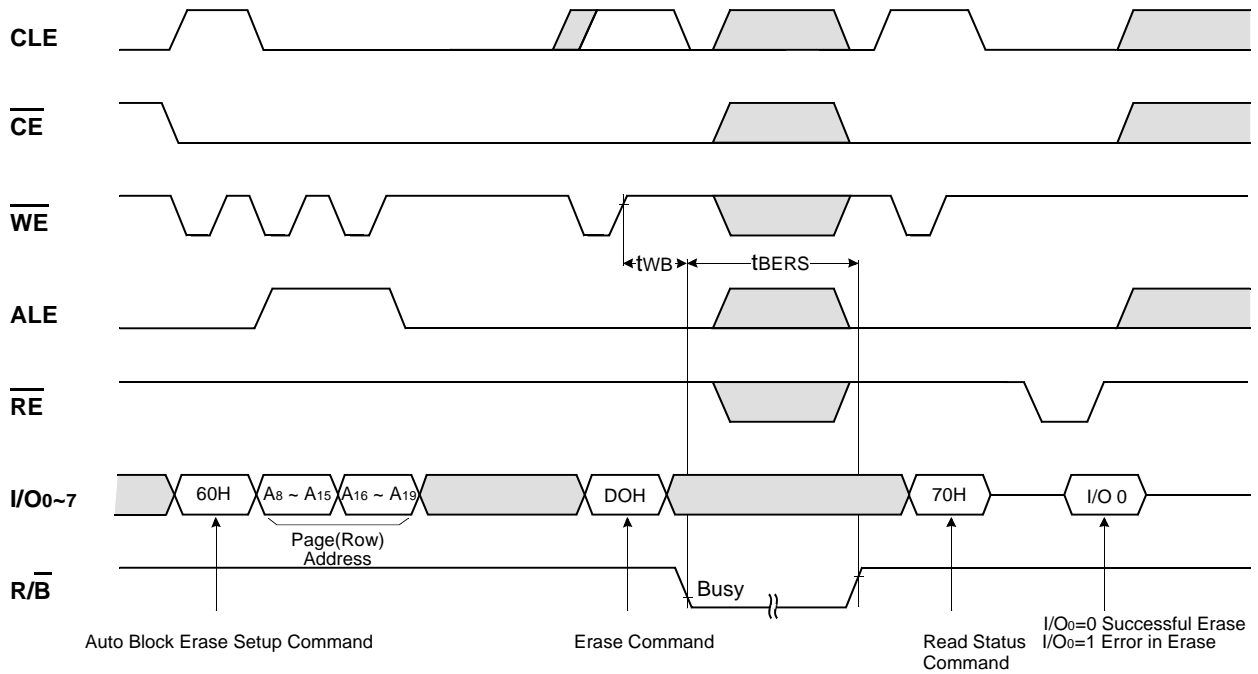 CLE
CE
WE
tWB
tBERS
ALE
RE
I/O0~7
60H
A8 ~ A15
A16 ~ A19
DOH
70H
I/O 0
Page(Row)
Address
R/B
Busy
Auto Block Erase Setup Command
Erase Command
Read Status
Command
I/O0=0 Successful Erase
I/O0=1 Error in Erase